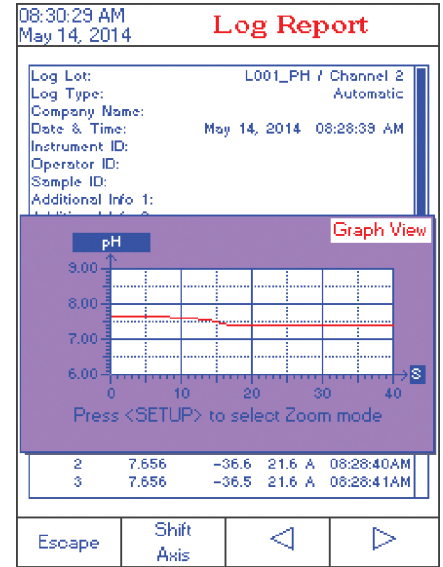 08:30:29 AM
May 14, 2014
Log Report
Log Lot: L001_PH / Channel 2
Log Type: Automatic
Company Name:
Date & Time: May 14, 2014 08:28:39 AM
Instrument ID:
Operator ID:
Sample ID:
Additional Info 1:
Graph View
pH
9.00
8.00
7.00
6.00
0 10 20 30 40
S
Press <SETUP> to select Zoom mode
2 7.656 -36.6 21.6 A 08:28:40AM
3 7.656 -36.5 21.6 A 08:28:41AM
Escape
Shift
Axis